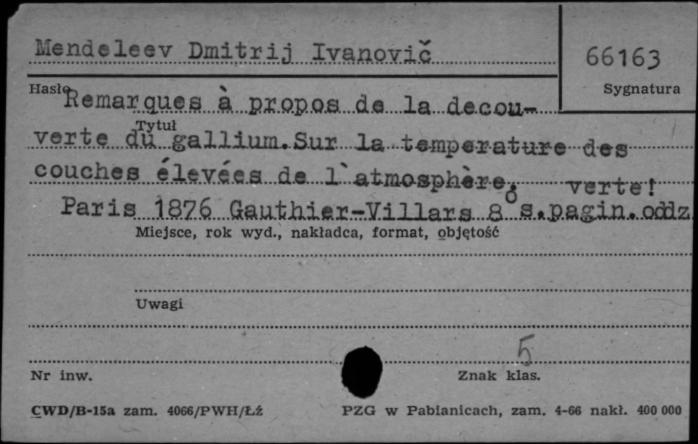 Mendeleev Dmitrij Ivanovič
66163
Hasło
Sygnatura
Remarques à propos de la decou-
Tytuł
verte du gallium.Sur la temperature des
couches élevées de l`atmosphère. verte!
Paris 1876 Gauthier-Villars 8° s.pagin.oddz
Miejsce, rok wyd., nakładca, format, objętość
Uwagi
5
Nr inw.
Znak klas.
CWD/B-15a zam. 4066/PWH/Łź
PZG w Pabianicach, zam. 4-66 nakł. 400 000